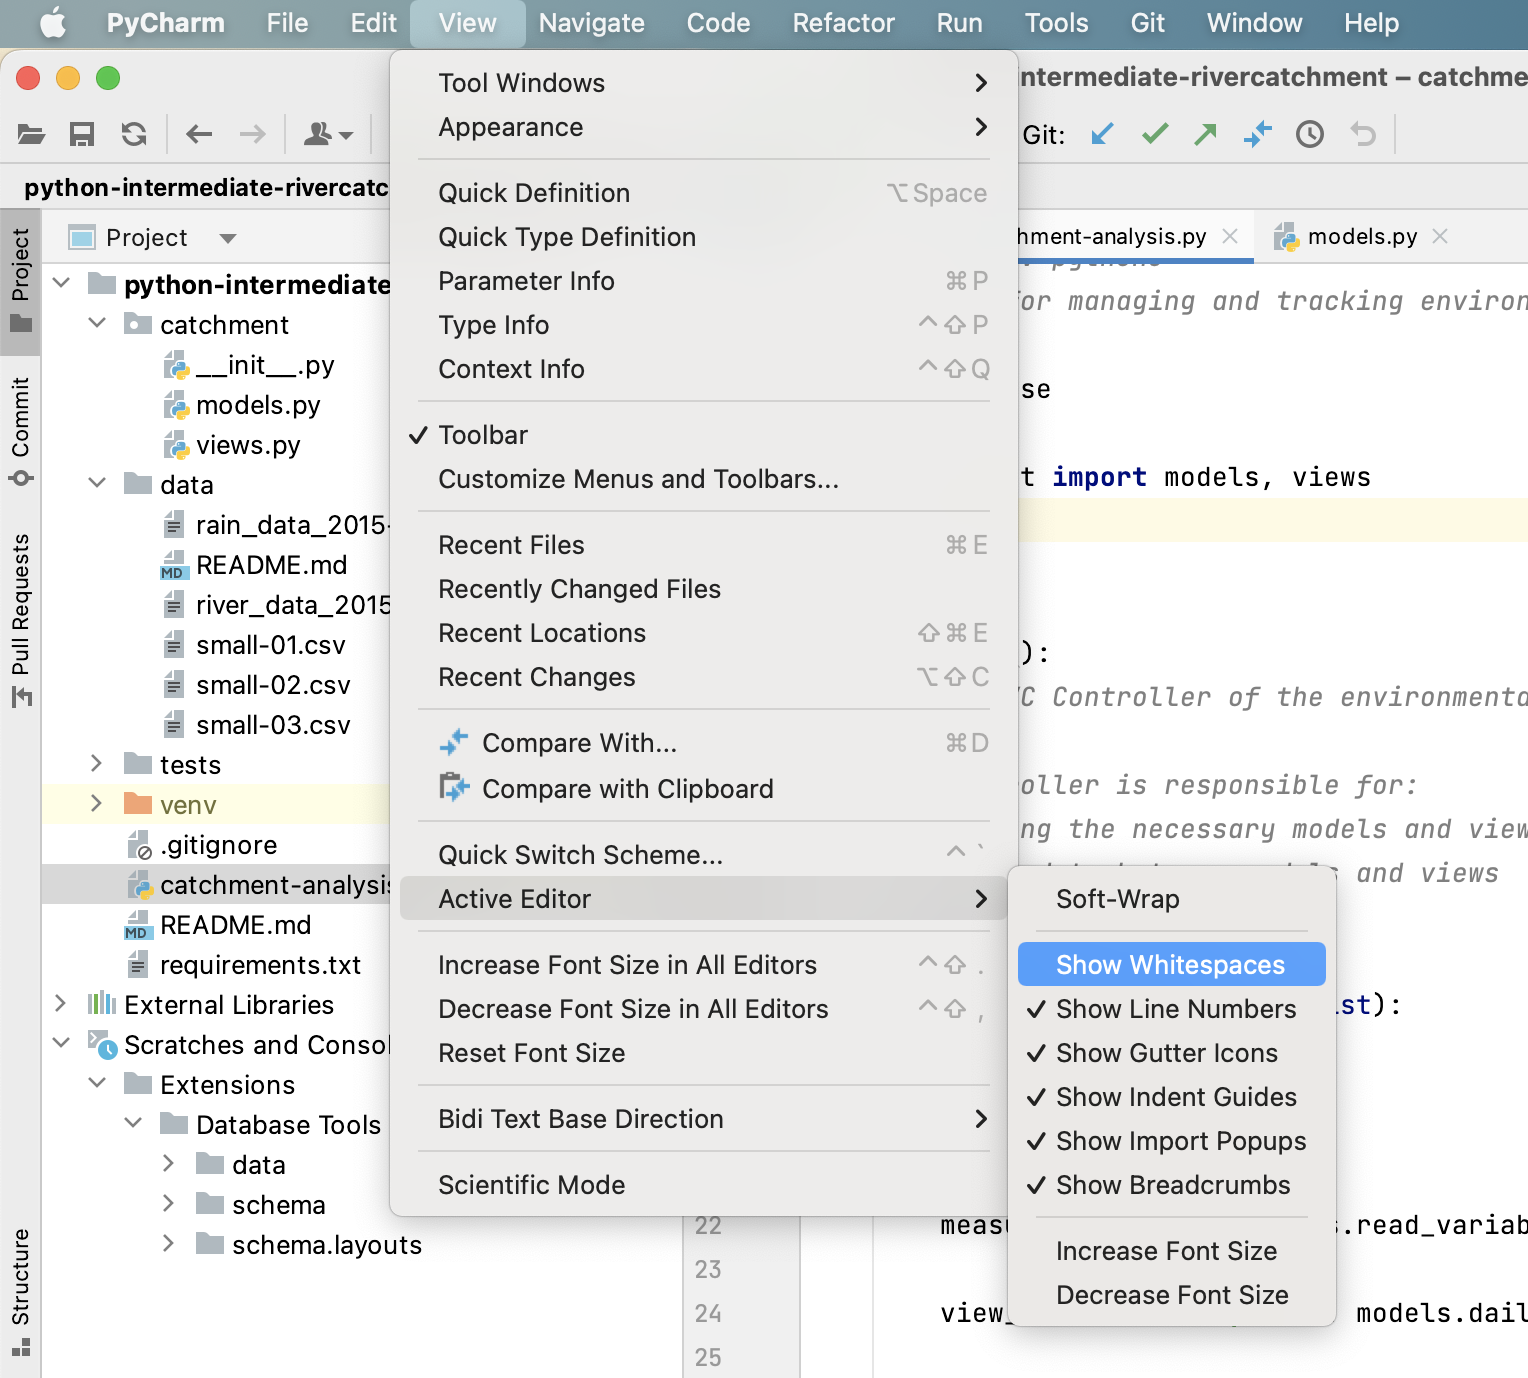 PyCharm File Edit View Navigate Code Refactor Run Tools Git Window Help
ntermediate-rivercatchment – catchme
Git:
python-intermediate-rivercatc
Project
hment-analysis.py
models.py
Project
Commit
Pull Requests
Structure
python-intermediate
catchment
__init__.py
models.py
views.py
data
rain_data_2015-
README.md
river_data_2015
small-01.csv
small-02.csv
small-03.csv
tests
venv
.gitignore
catchment-analysis
README.md
requirements.txt
External Libraries
Scratches and Consol
Extensions
Database Tools
data
schema
schema.layouts
Tool Windows
Appearance
Quick Definition ⌥Space
Quick Type Definition
Parameter Info ⌘P
Type Info ^⇧P
Context Info ^⇧Q
✓ Toolbar
Customize Menus and Toolbars...
Recent Files ⌘E
Recently Changed Files
Recent Locations ⇧⌘E
Recent Changes ⌥⇧C
Compare With... ⌘D
Compare with Clipboard
Quick Switch Scheme... ^`
Active Editor
Increase Font Size in All Editors ^⇧.
Decrease Font Size in All Editors ^⇧,
Reset Font Size
Bidi Text Base Direction
Scientific Mode
Soft-Wrap
Show Whitespaces
✓ Show Line Numbers
✓ Show Gutter Icons
✓ Show Indent Guides
✓ Show Import Popups
✓ Show Breadcrumbs
Increase Font Size
Decrease Font Size
or managing and tracking environ
se
t import models, views
):
C Controller of the environmenta
oller is responsible for:
ng the necessary models and view
and views
st):
22 measu .read_variab
23
24 view_ models.dail
25